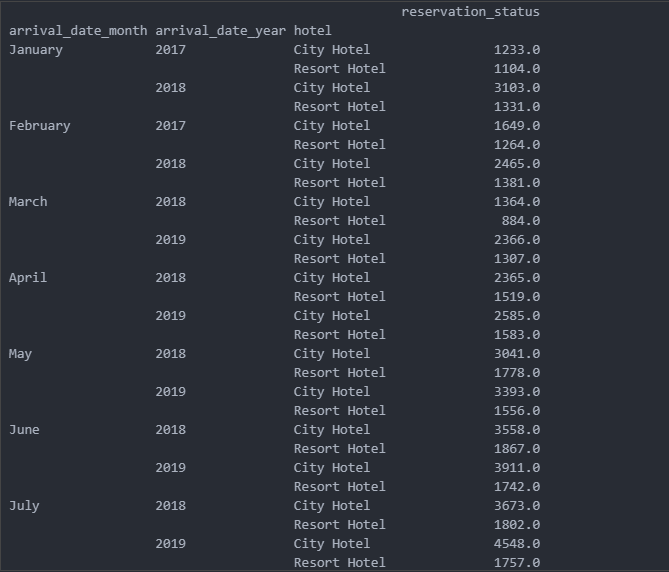 reservation_status
arrival_date_month arrival_date_year hotel
January 2017 City Hotel 1233.0
Resort Hotel 1104.0
2018 City Hotel 3103.0
Resort Hotel 1331.0
February 2017 City Hotel 1649.0
Resort Hotel 1264.0
2018 City Hotel 2465.0
Resort Hotel 1381.0
March 2018 City Hotel 1364.0
Resort Hotel 884.0
2019 City Hotel 2366.0
Resort Hotel 1307.0
April 2018 City Hotel 2365.0
Resort Hotel 1519.0
2019 City Hotel 2585.0
Resort Hotel 1583.0
May 2018 City Hotel 3041.0
Resort Hotel 1778.0
2019 City Hotel 3393.0
Resort Hotel 1556.0
June 2018 City Hotel 3558.0
Resort Hotel 1867.0
2019 City Hotel 3911.0
Resort Hotel 1742.0
July 2018 City Hotel 3673.0
Resort Hotel 1802.0
2019 City Hotel 4548.0
Resort Hotel 1757.0